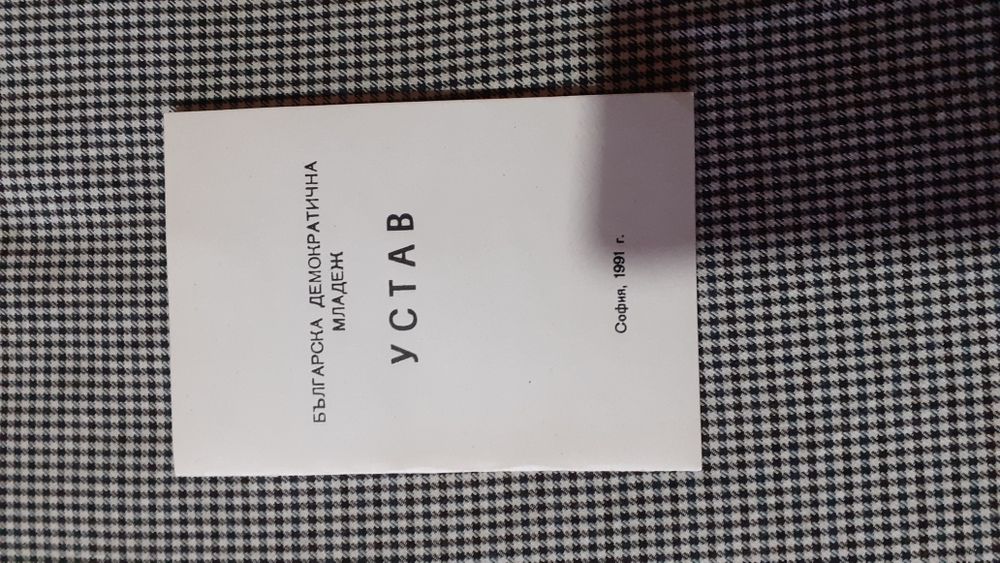 БЪЛГАРСКА ДЕМОКРАТИЧНА
МЛАДЕЖ
УСТАВ
София, 1991 г.